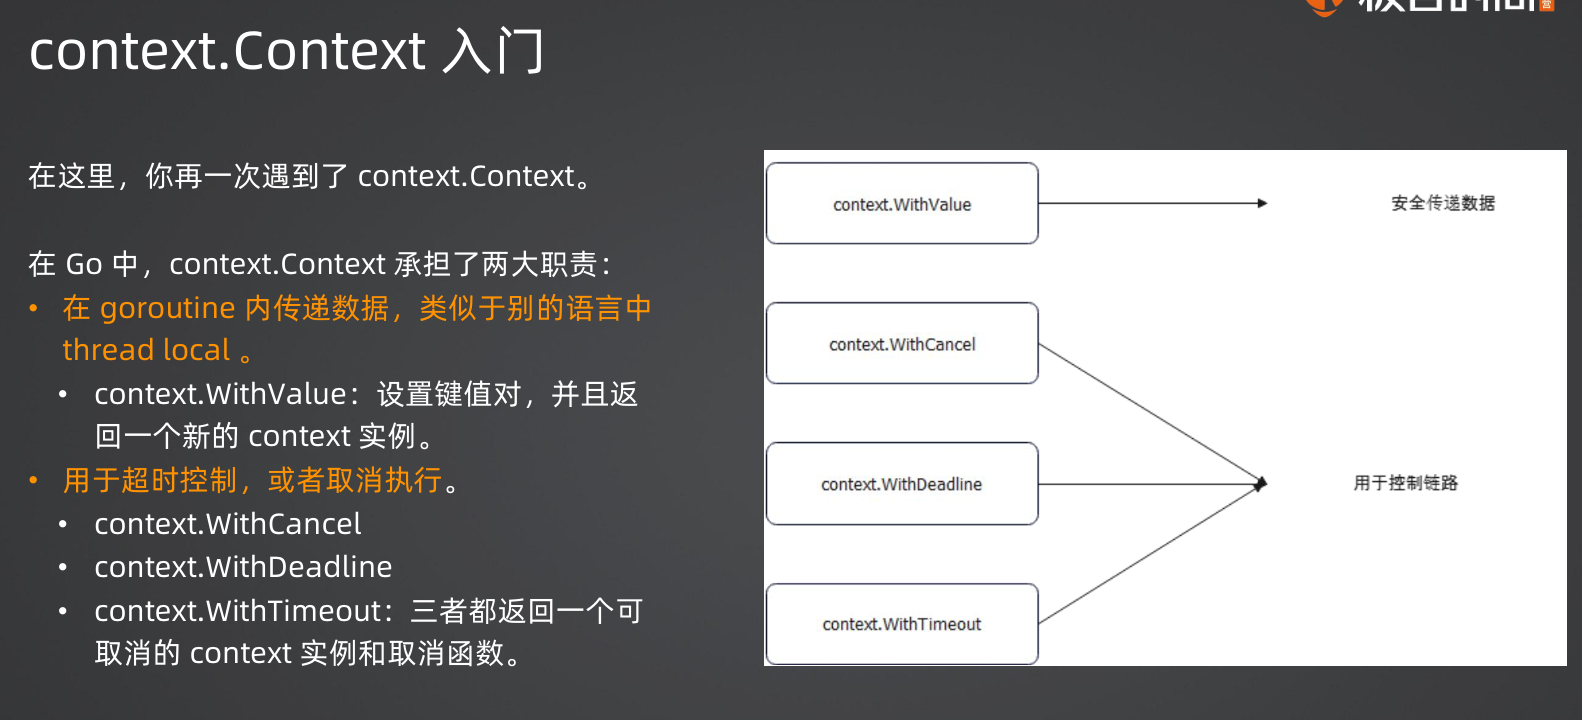 context.Context 入门
在这里，你再一次遇到了 context.Context。
在 Go 中，context.Context 承担了两大职责：
• 在 goroutine 内传递数据，类似于别的语言中
thread local 。
• context.WithValue：设置键值对，并且返
回一个新的 context 实例。
• 用于超时控制，或者取消执行。
• context.WithCancel
• context.WithDeadline
• context.WithTimeout：三者都返回一个可
取消的 context 实例和取消函数。
context.WithValue
安全传递数据
context.WithCancel
context.WithDeadline
用于控制链路
context.WithTimeout